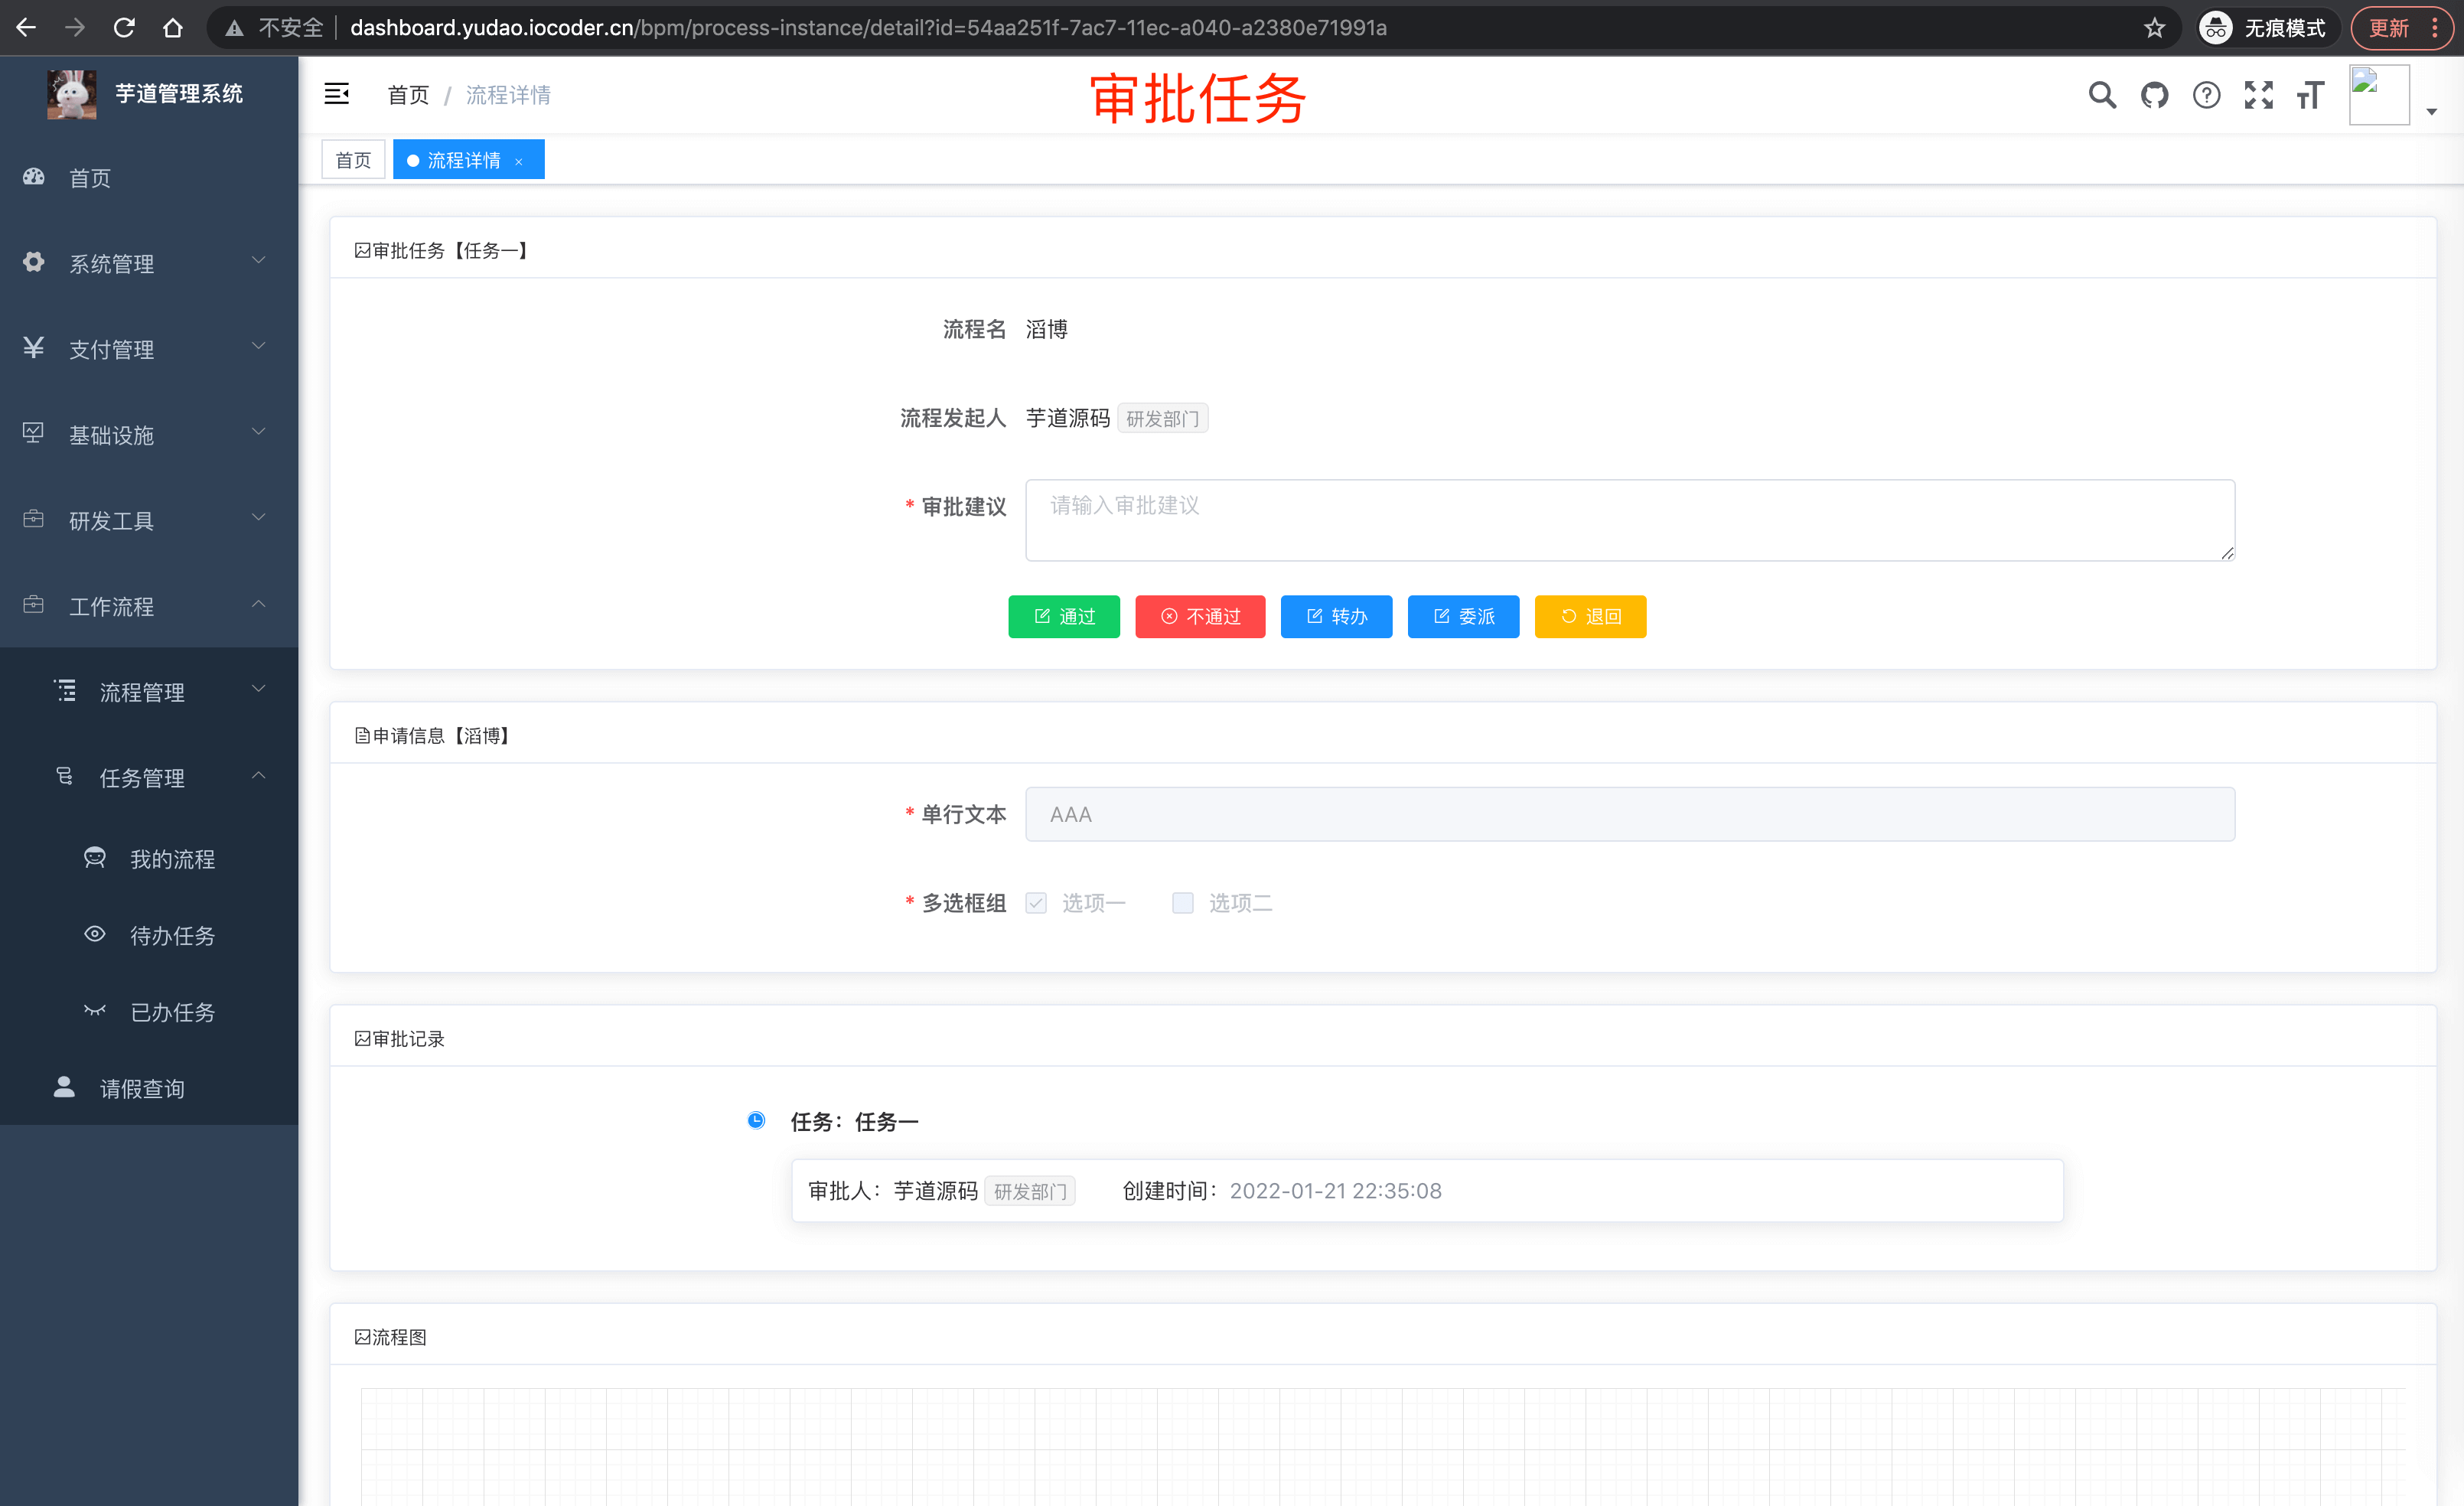 不安全 dashboard.yudao.iocoder.cn/bpm/process-instance/detail?id=54aa251f-7ac7-11ec-a040-a2380e71991a 无痕模式 更新
芋道管理系统
首页
系统管理
支付管理
基础设施
研发工具
工作流程
流程管理
任务管理
我的流程
待办任务
已办任务
请假查询
首页 / 流程详情
审批任务
首页 流程详情 ×
审批任务【任务一】
流程名 滔博
流程发起人 芋道源码 研发部门
* 审批建议 请输入审批建议
通过 不通过 转办 委派 退回
申请信息【滔博】
* 单行文本 AAA
* 多选框组 选项一 选项二
审批记录
任务：任务一
审批人：芋道源码 研发部门 创建时间：2022-01-21 22:35:08
流程图